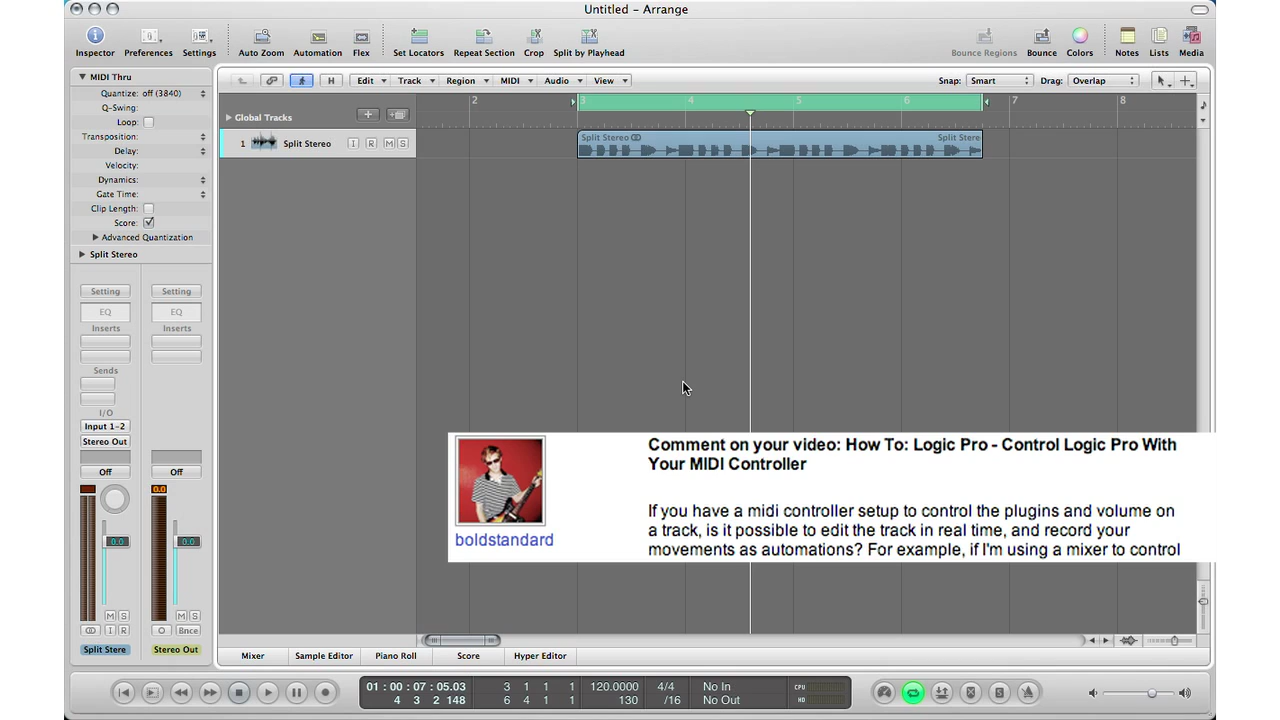 Untitled – Arrange
Inspector Preferences Settings Auto Zoom Automation Flex Set Locators Repeat Section Crop Split by Playhead Bounce Regions Bounce Colors Notes Lists Media
MIDI Thru
Edit Track Region MIDI Audio View Snap: Smart Drag: Overlap
H
Quantize: off (3840)
Q-Swing:
Loop:
Transposition:
Delay:
Velocity:
Dynamics:
Gate Time:
Clip Length:
Score:
Advanced Quantization
Split Stereo
2 3 4 5 6 7 8
Global Tracks
1 Split Stereo I R M S
Split Stereo Split Stere
Setting Setting
EQ EQ
Inserts Inserts
Sends
I/O
Input 1-2
Stereo Out
Off Off
0.0
0.0 0.0
M S M S
I R O Bnce
Split Stere Stereo Out
Comment on your video: How To: Logic Pro - Control Logic Pro With
Your MIDI Controller
If you have a midi controller setup to control the plugins and volume on
a track, is it possible to edit the track in real time, and record your
movements as automations? For example, if I'm using a mixer to control
boldstandard
Mixer Sample Editor Piano Roll Score Hyper Editor
01 : 00 : 07 : 05.03 3 1 1 1 120.0000 4/4 No In CPU
4 3 2 148 6 4 1 1 130 /16 No Out HD
S